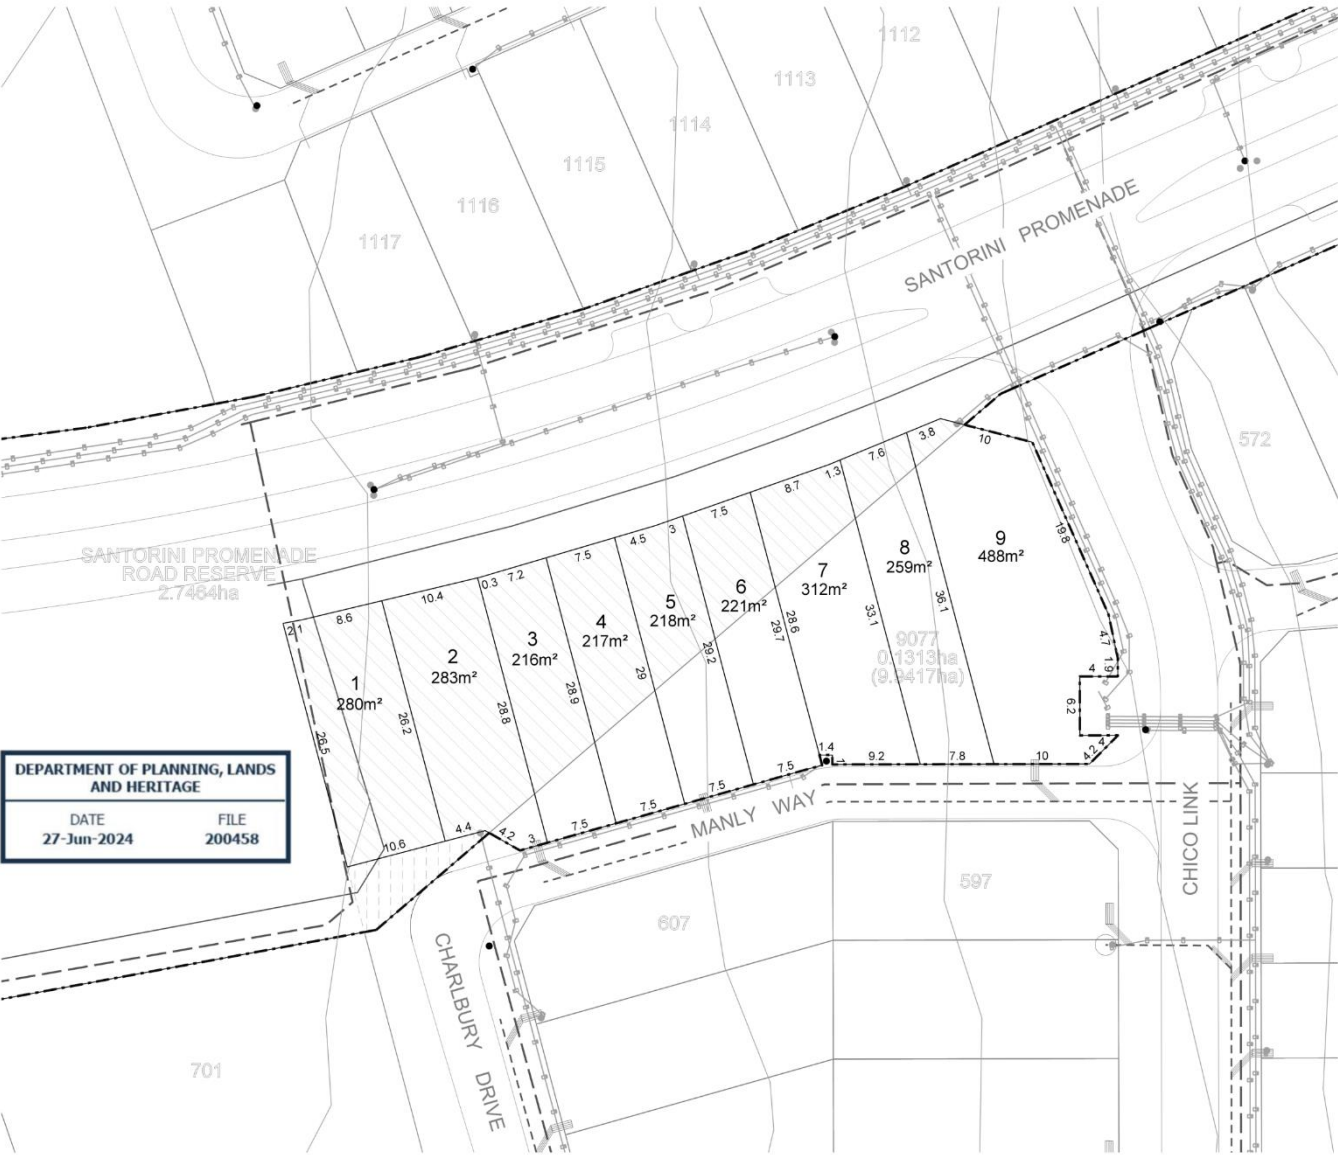 1112
1113
1114
1115
1116
1117
SANTORINI PROMENADE
572
SANTORINI PROMENADE
ROAD RESERVE
2.7464ha
3.8
10
7.6
1.3
8.7
7.5
3
4.5
7.5
7.2
0.3
10.4
8.6
2.1
19.8
9
488m²
8
259m²
7
312m²
6
221m²
5
218m²
4
217m²
3
216m²
2
283m²
1
280m²
36.1
33.1
28.6
29.7
29.2
29
28.9
28.8
26.2
26.5
9077
0.1313ha
(9.9417ha)
4.7
1.9
4
6.2
4
4.2
10
7.8
9.2
1
1.4
7.5
7.5
7.5
7.5
3
4.2
4.4
10.6
DEPARTMENT OF PLANNING, LANDS
AND HERITAGE
DATE FILE
27-Jun-2024 200458
MANLY WAY
CHICO LINK
597
607
CHARLBURY DRIVE
701